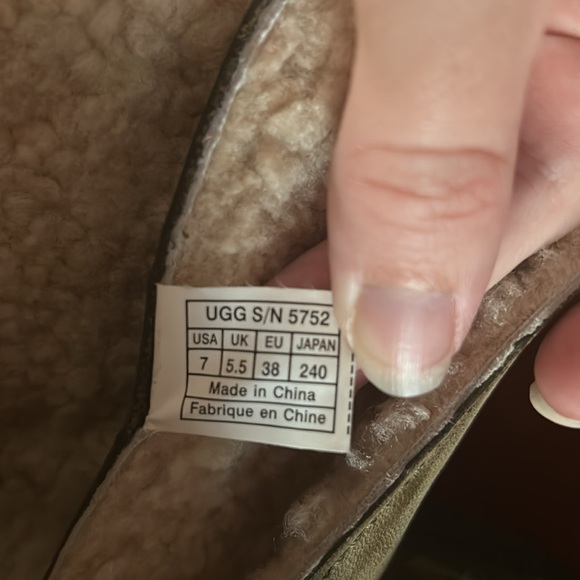 UGG S/N 5752
USA UK EU JAPAN
7 5.5 38 240
Made in China
Fabrique en Chine